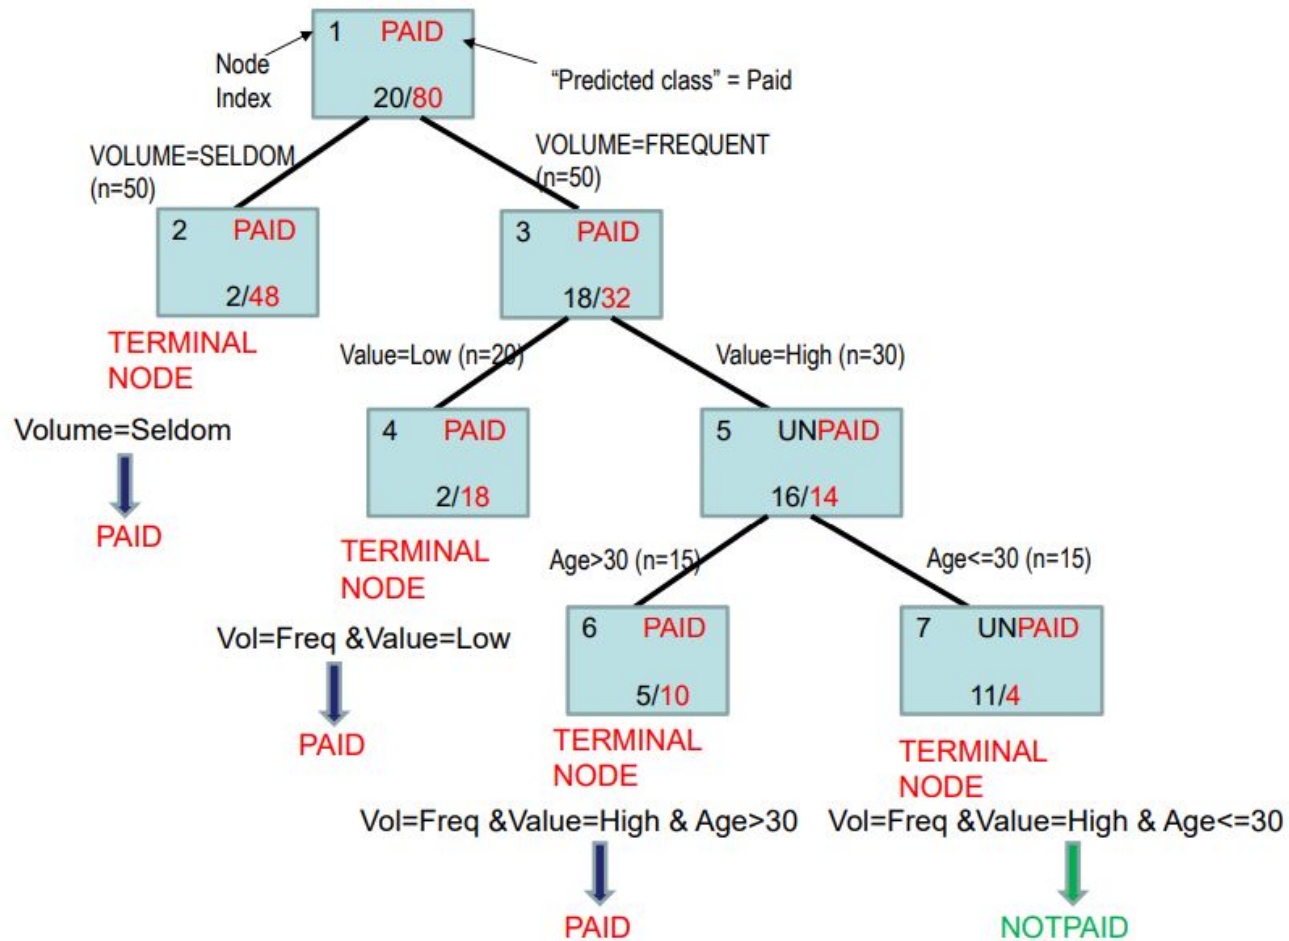 1 PAID
Node
Index
"Predicted class" = Paid
20/80
VOLUME=SELDOM
(n=50)
VOLUME=FREQUENT
(n=50)
2 PAID
2/48
3 PAID
18/32
TERMINAL
NODE
Value=Low (n=20)
Value=High (n=30)
Volume=Seldom
PAID
4 PAID
2/18
5 UNPAID
16/14
TERMINAL
NODE
Age>30 (n=15)
Age<=30 (n=15)
Vol=Freq &Value=Low
PAID
6 PAID
5/10
7 UNPAID
11/4
TERMINAL
NODE
TERMINAL
NODE
Vol=Freq &Value=High & Age>30
Vol=Freq &Value=High & Age<=30
PAID
NOTPAID